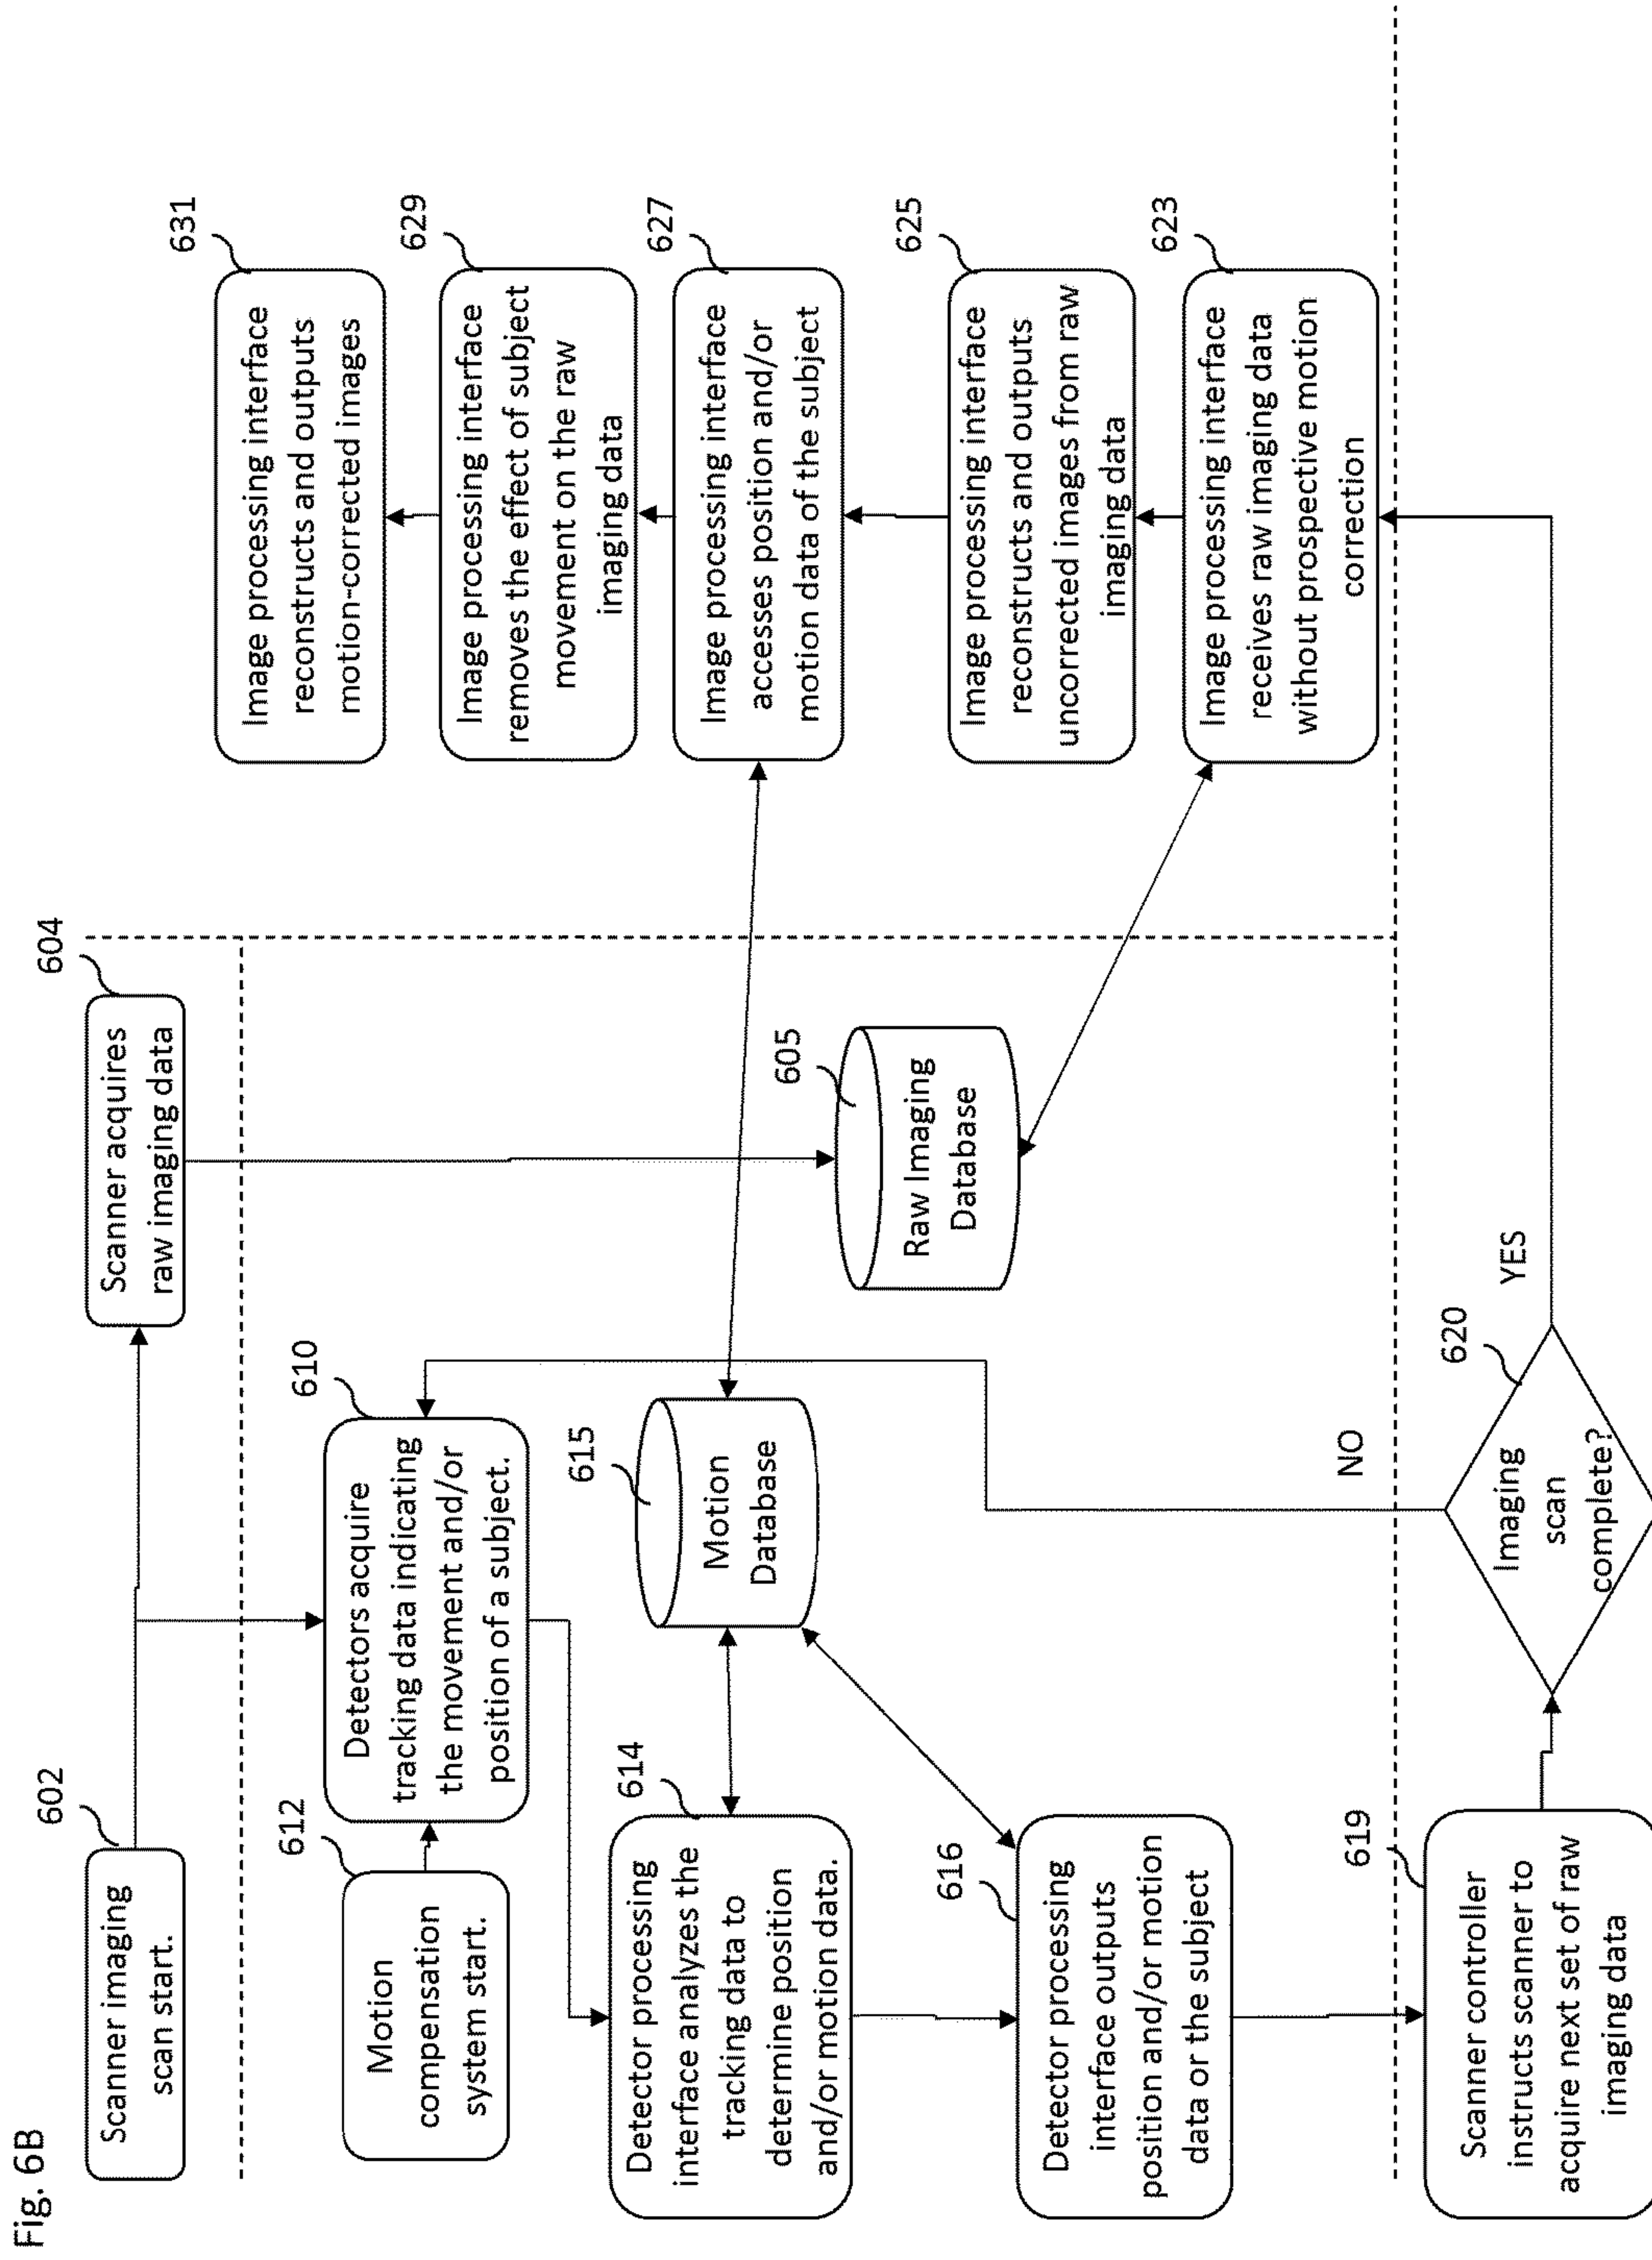 Fig. 6B
602
Scanner imaging
scan start.
604
Scanner acquires
raw imaging data
612
Motion
compensation
system start.
610
Detectors acquire
tracking data indicating
the movement and/or
position of a subject.
614
Detector processing
interface analyzes the
tracking data to
determine position
and/or motion data.
615
Motion
Database
605
Raw Imaging
Database
616
Detector processing
interface outputs
position and/or motion
data or the subject
619
Scanner controller
instructs scanner to
acquire next set of raw
imaging data
620
Imaging
scan
complete?
NO
YES
631
Image processing interface
reconstructs and outputs
motion-corrected images
629
Image processing interface
removes the effect of subject
movement on the raw
imaging data
627
Image processing interface
accesses position and/or
motion data of the subject
625
Image processing interface
reconstructs and outputs
uncorrected images from raw
imaging data
623
Image processing interface
receives raw imaging data
without prospective motion
correction